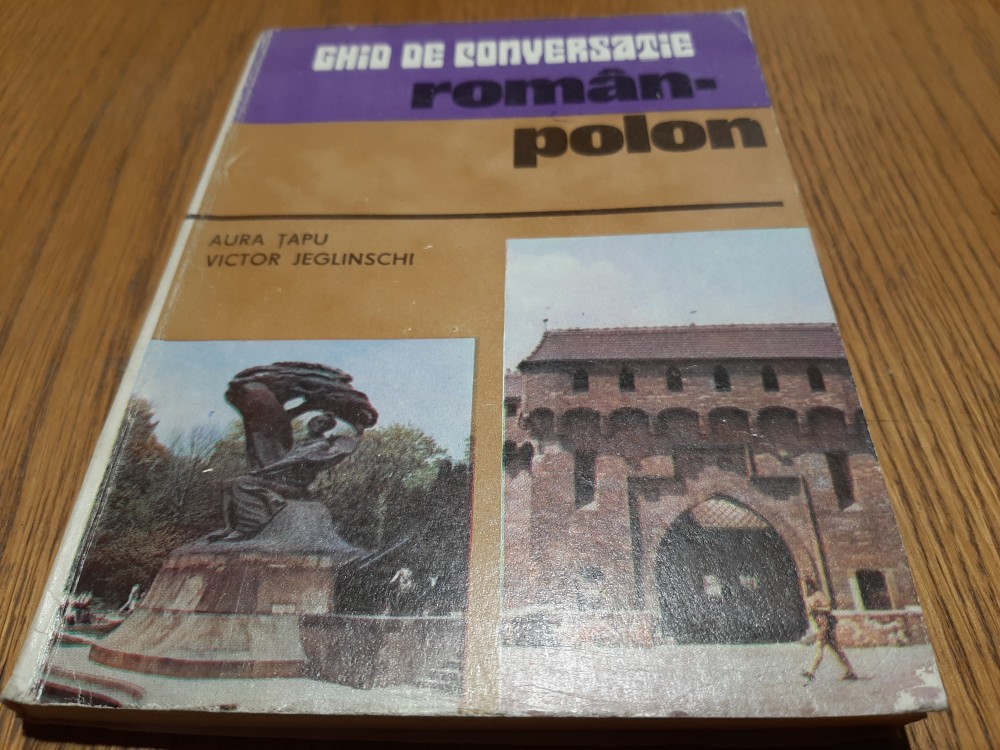 GHID DE CONVERSAȚIE
român-
polon
AURA ȚAPU
VICTOR JEGLINSCHI